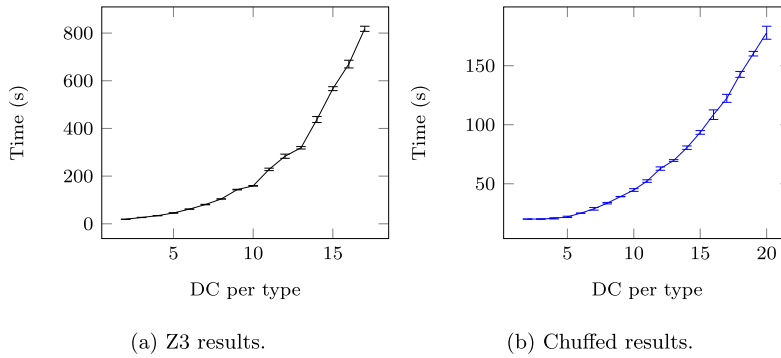 800
600
400
200
0
5
10
15
Time (s)
DC per type
(a) Z3 results.
150
100
50
5
10
15
20
Time (s)
DC per type
(b) Chuffed results.